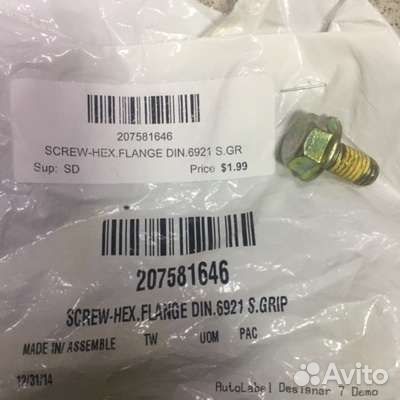 207581646
SCREW-HEX.FLANGE DIN.6921 S.GR
Sup: SD Price $1.99
207581646
SCREW-HEX.FLANGE DIN.6921 S.GRIP
MADE IN/ASSEMBLE TW UOM PAC
12/31/14
AutoLabel Designer 7 Demo
Avito